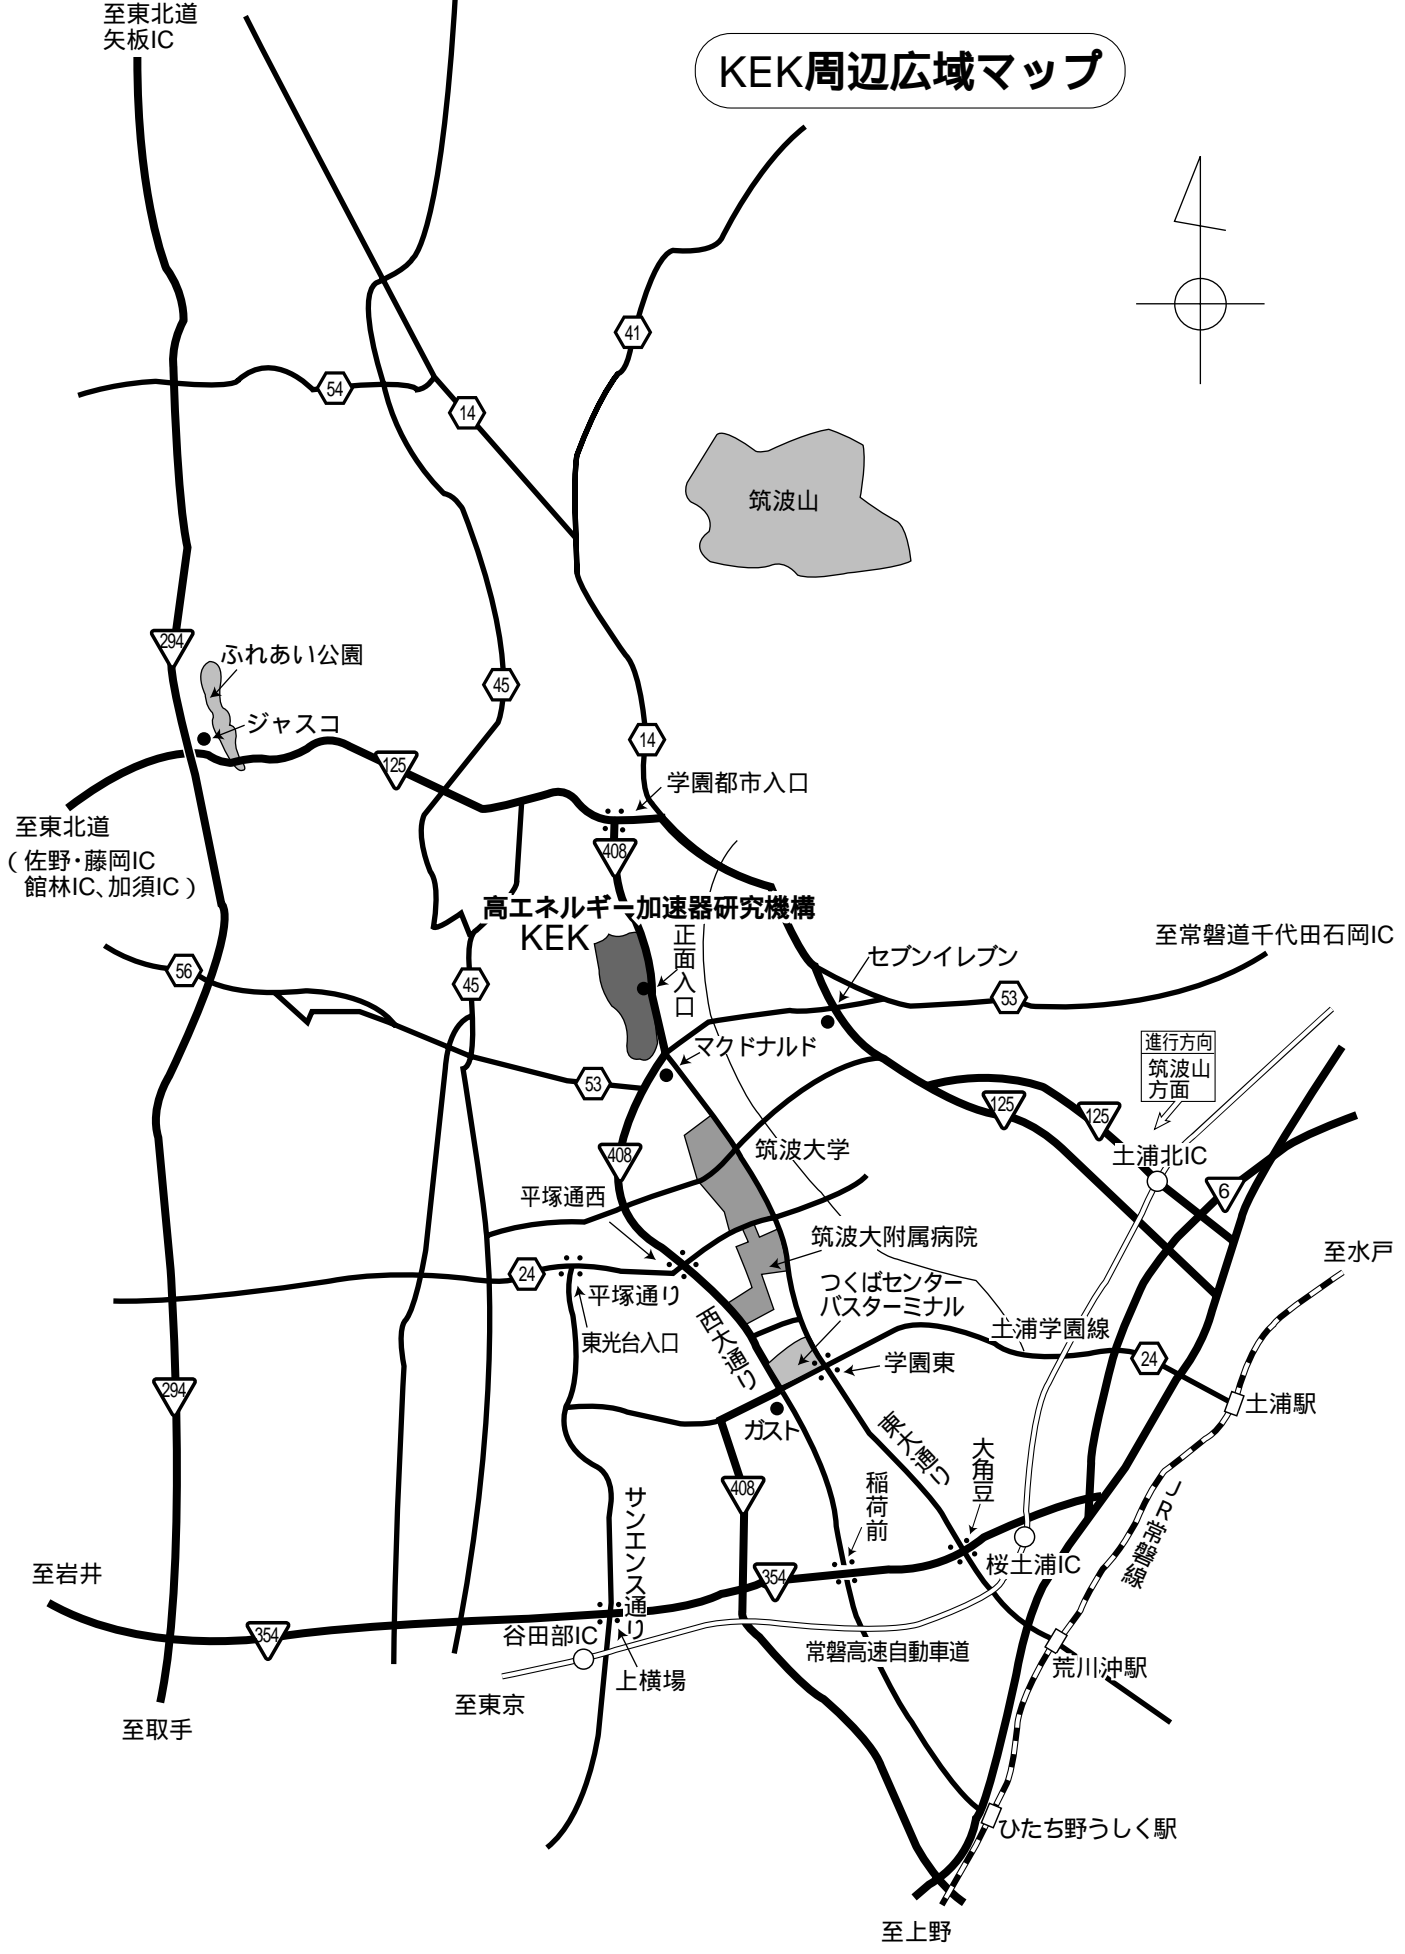 至東北道
矢板IC
KEK周辺広域マップ
41
54
14
筑波山
294
ふれあい公園
45
ジャスコ
14
125
学園都市入口
至東北道
(佐野・藤岡IC
館林IC、加須IC)
408
高エネルギー加速器研究機構
KEK
正面入口
セブンイレブン
至常磐道千代田石岡IC
56
45
53
進行方向
筑波山
方面
マクドナルド
53
125
125
筑波大学
土浦北IC
408
平塚通西
6
筑波大附属病院
至水戸
24
つくばセンター
バスターミナル
平塚通り
東光台入口
西大通り
土浦学園線
学園東
24
294
土浦駅
ガスト
東大通り
大角豆
稲荷前
408
サンエンス通り
JR常磐線
桜土浦IC
至岩井
354
354
谷田部IC
常磐高速自動車道
荒川沖駅
上横場
至東京
至取手
ひたち野うしく駅
至上野